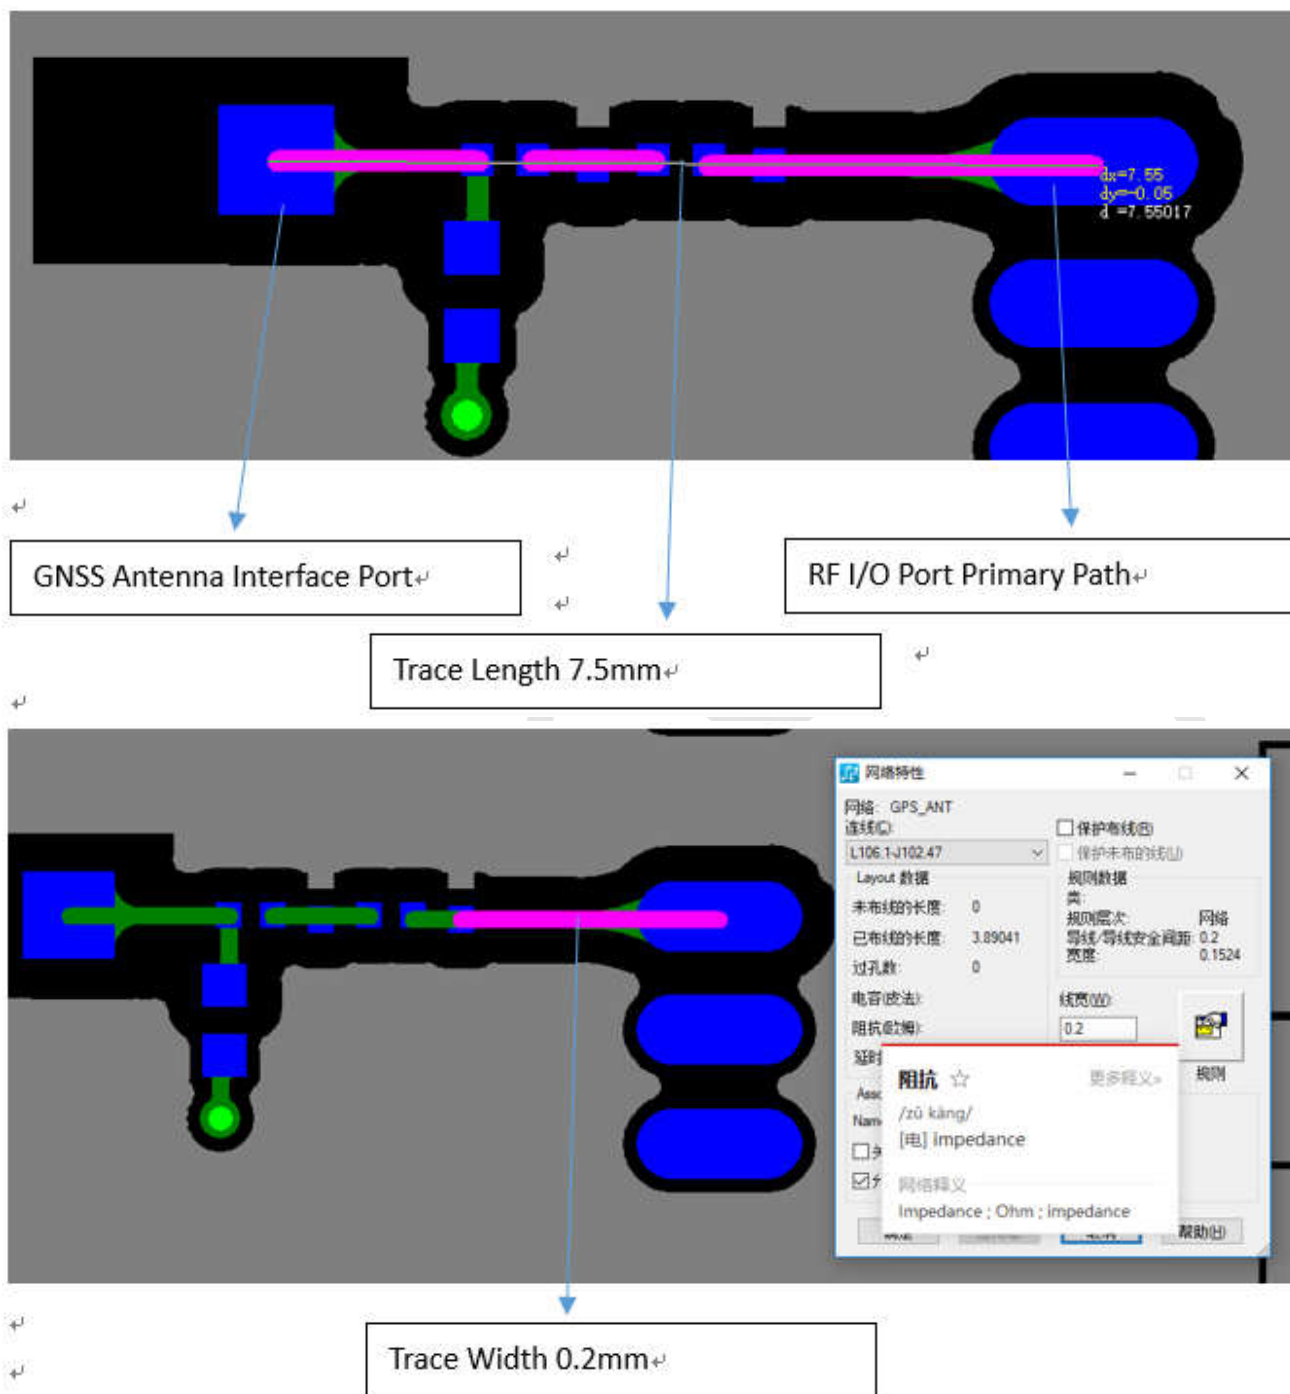 dx=7.55
dy=-0.05
d =7.55017
GNSS Antenna Interface Port
RF I/O Port Primary Path
Trace Length 7.5mm
网络特性
网络: GPS_ANT
连线(C):
保护布线(R)
L106.1-J102.47
保护未布的线(U)
Layout 数据
规则数据
未布线的长度: 0
类:
规则层次: 网络
已布线的长度: 3.89041
导线/导线安全间距: 0.2
宽度: 0.1524
过孔数: 0
电容(皮法):
线宽(W):
阻抗(欧姆):
0.2
延时
规则
阻抗 ☆
更多释义»
/zǔ kàng/
[电] impedance
Asso
Name
网络释义
Impedance ; Ohm ; impedance
帮助(H)
Trace Width 0.2mm